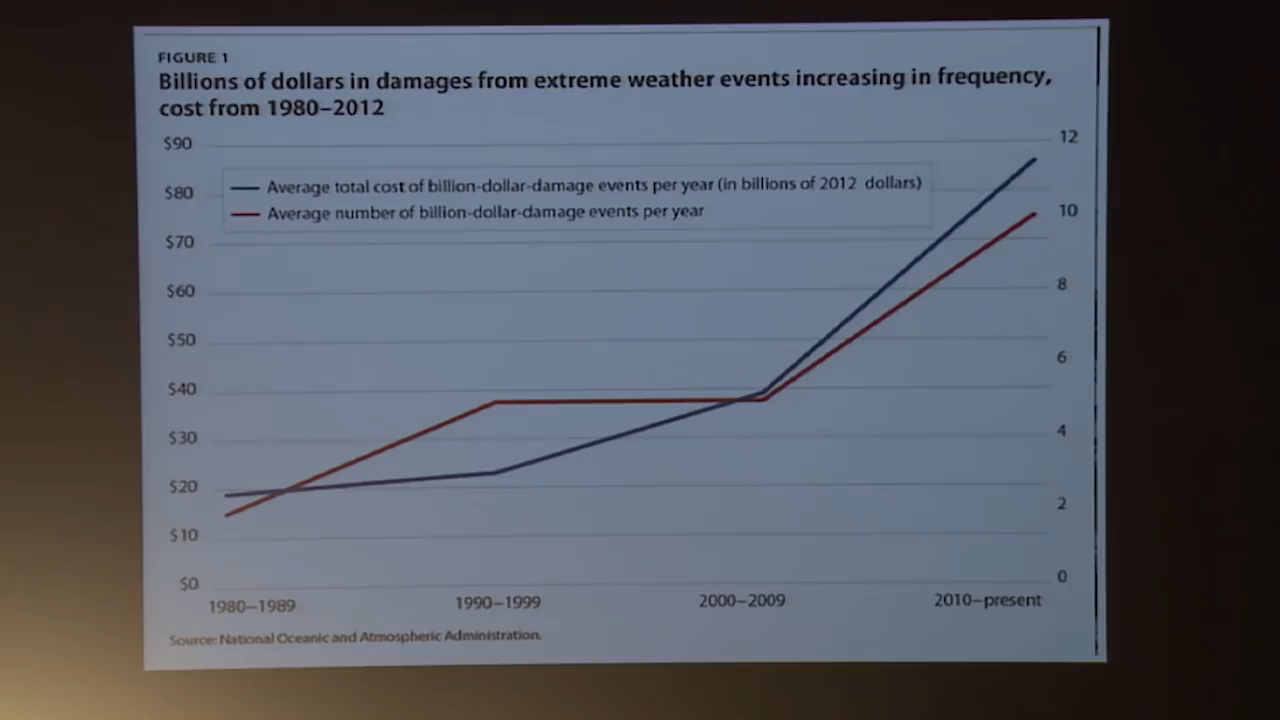 FIGURE 1
Billions of dollars in damages from extreme weather events increasing in frequency,
cost from 1980–2012
$90
12
Average total cost of billion-dollar-damage events per year (in billions of 2012 dollars)
$80
Average number of billion-dollar-damage events per year
10
$70
$60
8
$50
6
$40
$30
4
$20
2
$10
$0
0
1980–1989
1990–1999
2000–2009
2010–present
Source: National Oceanic and Atmospheric Administration.